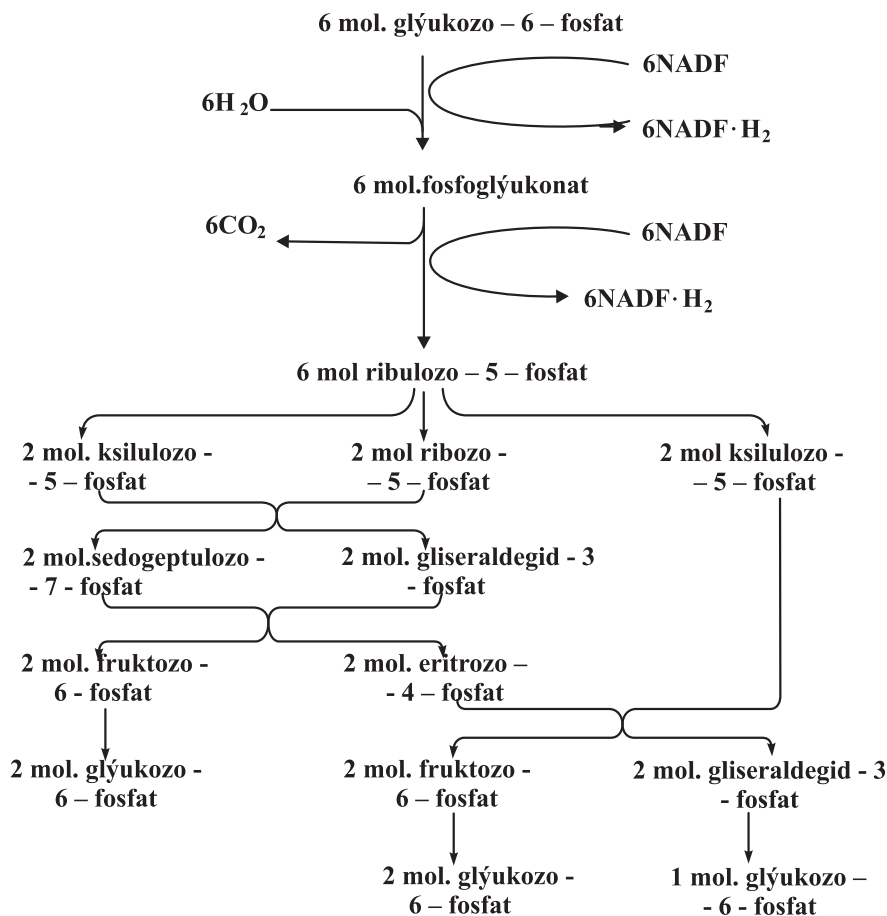 6 mol. glýukozo – 6 – fosfat
6NADF
6H₂O
6NADF·H₂
6 mol.fosfoglýukonat
6CO₂
6NADF
6NADF·H₂
6 mol ribulozo – 5 – fosfat
2 mol. ksilulozo -
- 5 – fosfat
2 mol ribozo -
– 5 – fosfat
2 mol ksilulozo -
– 5 – fosfat
2 mol.sedogeptulozo -
- 7 - fosfat
2 mol. gliseraldegid - 3
- fosfat
2 mol. fruktozo -
6 - fosfat
2 mol. eritrozo –
- 4 – fosfat
2 mol. glýukozo -
6 – fosfat
2 mol. fruktozo -
6 – fosfat
2 mol. gliseraldegid - 3
- fosfat
2 mol. glýukozo -
6 – fosfat
1 mol. glýukozo –
- 6 - fosfat